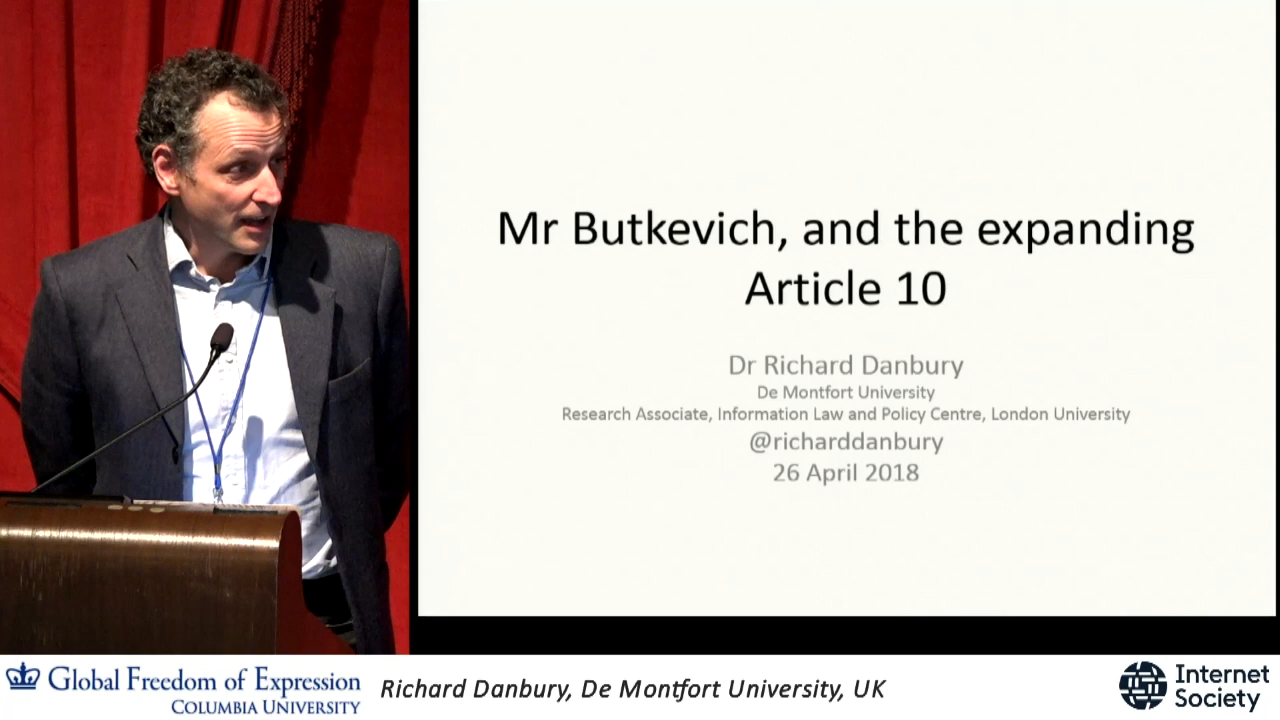 Mr Butkevich, and the expanding
Article 10
Dr Richard Danbury
De Montfort University
Research Associate, Information Law and Policy Centre, London University
@richarddanbury
26 April 2018
Global Freedom of Expression
COLUMBIA UNIVERSITY
Richard Danbury, De Montfort University, UK
Internet
Society